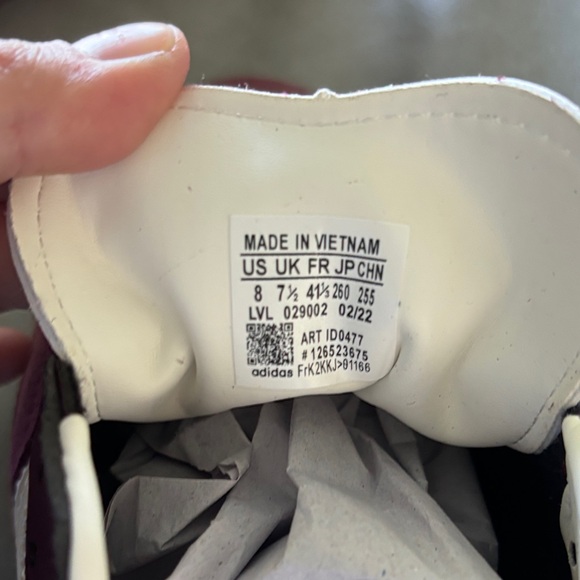 MADE IN VIETNAM
US UK FR JP CHN
8 7½ 41⅓ 260 255
LVL 029002 02/22
ART ID0477
# 126523675
adidas FrK2KKJ>01166